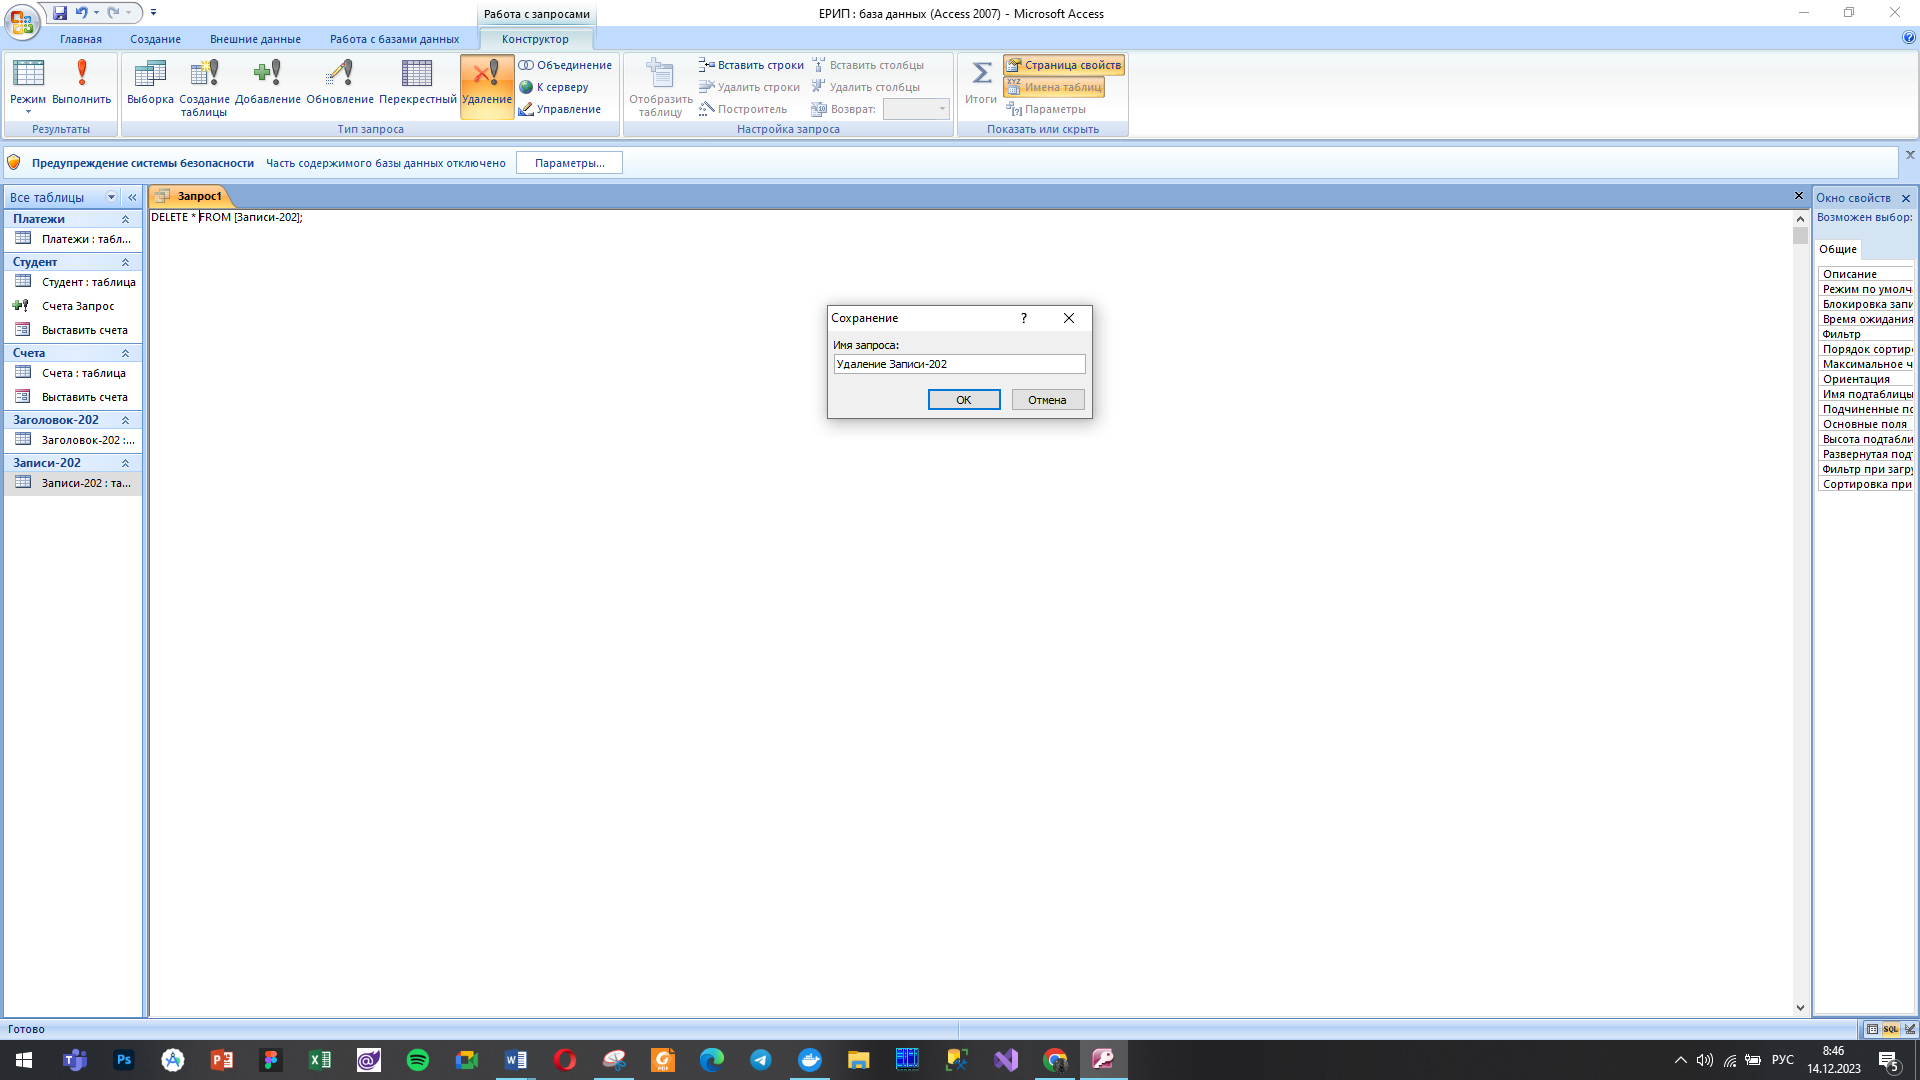 Работа с запросами
ЕРИП : база данных (Access 2007) - Microsoft Access
Главная
Создание
Внешние данные
Работа с базами данных
Конструктор
Режим
Выполнить
Результаты
Выборка
Создание таблицы
Добавление
Обновление
Перекрестный
Удаление
Объединение
К серверу
Управление
Тип запроса
Отобразить таблицу
Вставить строки
Удалить строки
Построитель
Вставить столбцы
Удалить столбцы
Возврат:
Настройка запроса
Итоги
Страница свойств
Имена таблиц
Параметры
Показать или скрыть
Предупреждение системы безопасности
Часть содержимого базы данных отключено
Параметры...
Все таблицы
Платежи
Платежи : табл...
Студент
Студент : таблица
Счета Запрос
Выставить счета
Счета
Счета : таблица
Выставить счета
Заголовок-202
Заголовок-202 :...
Записи-202
Записи-202 : та...
Запрос1
DELETE * FROM [Записи-202];
Сохранение
?
Имя запроса:
Удаление Записи-202
ОК
Отмена
Окно свойств
Возможен выбор:
Общие
Описание
Режим по умолч
Блокировка запи
Время ожидания
Фильтр
Порядок сортир
Максимальное ч
Ориентация
Имя подтаблицы
Подчиненные по
Основные поля
Высота подтабли
Развернутая подт
Фильтр при загру
Сортировка при
Готово
SQL
РУС
8:46
14.12.2023
5